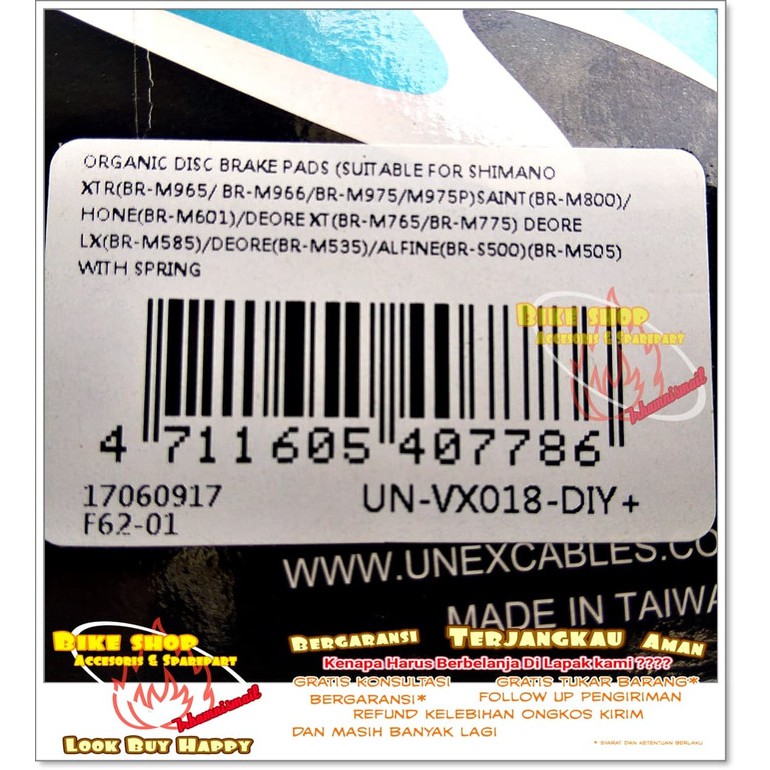 ORGANIC DISC BRAKE PADS (SUITABLE FOR SHIMANO
XTR(BR-M965/ BR-M966/BR-M975/M975P)SAINT(BR-M800)/
HONE(BR-M601)/DEORE XT(BR-M765/BR-M775) DEORE
LX(BR-M585)/DEORE(BR-M535)/ALFINE(BR-S500)(BR-M505)
WITH SPRING
BIKE SHOP
ACCESORIS & SPAREPART
4 711605 407786
17060917
UN-VX018-DIY+
F62-01
WWW.UNEXCABLES.CO
MADE IN TAIWA
BIKE SHOP
ACCESORIS & SPAREPART
LOOK BUY HAPPY
BERGARANSI TERJANGKAU AMAN
Kenapa Harus Berbelanja Di Lapak kami ????
GRATIS KONSULTASI GRATIS TUKAR BARANG*
BERGARANSI* FOLLOW UP PENGIRIMAN
REFUND KELEBIHAN ONGKOS KIRIM
DAN MASIH BANYAK LAGI
* SYARAT DAN KETENTUAN BERLAKU